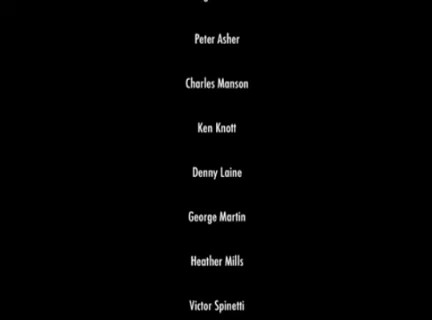 Peter Asher
Charles Manson
Ken Knott
Denny Laine
George Martin
Heather Mills
Victor Spinetti